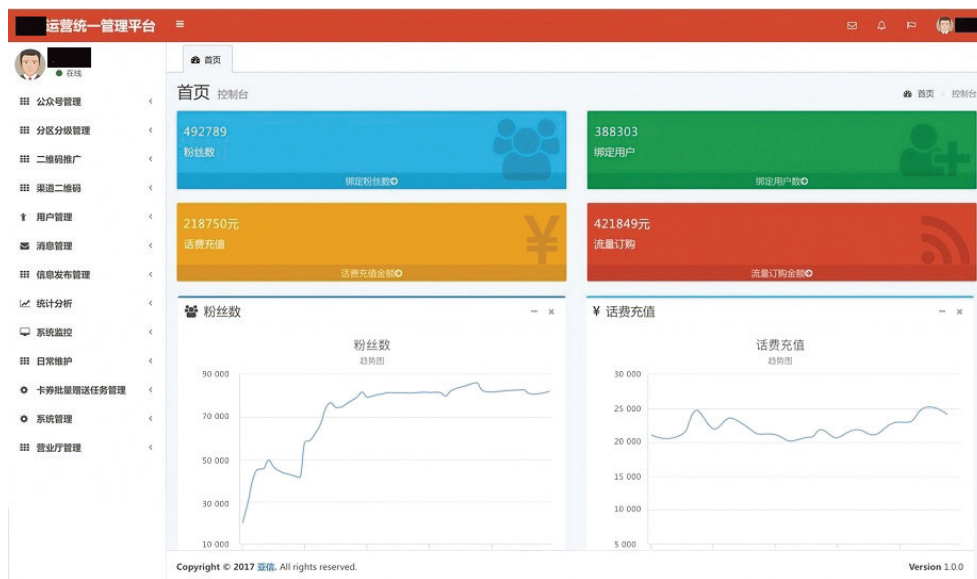 运营统一管理平台
在线
首页
首页 控制台
首页 > 控制台
公众号管理
分区分级管理
二维码推广
渠道二维码
用户管理
消息管理
信息发布管理
统计分析
系统监控
日常维护
卡券批量赠送任务管理
系统管理
营业厅管理
492789
粉丝数
绑定粉丝数
388303
绑定用户
绑定用户数
218750元
话费充值
¥
话费充值金额
421849元
流量订购
流量订购金额
粉丝数
粉丝数
趋势图
90 000
70 000
50 000
30 000
10 000
¥ 话费充值
话费充值
趋势图
30 000
25 000
20 000
15 000
10 000
5 000
Copyright © 2017 亚信. All rights reserved.
Version 1.0.0